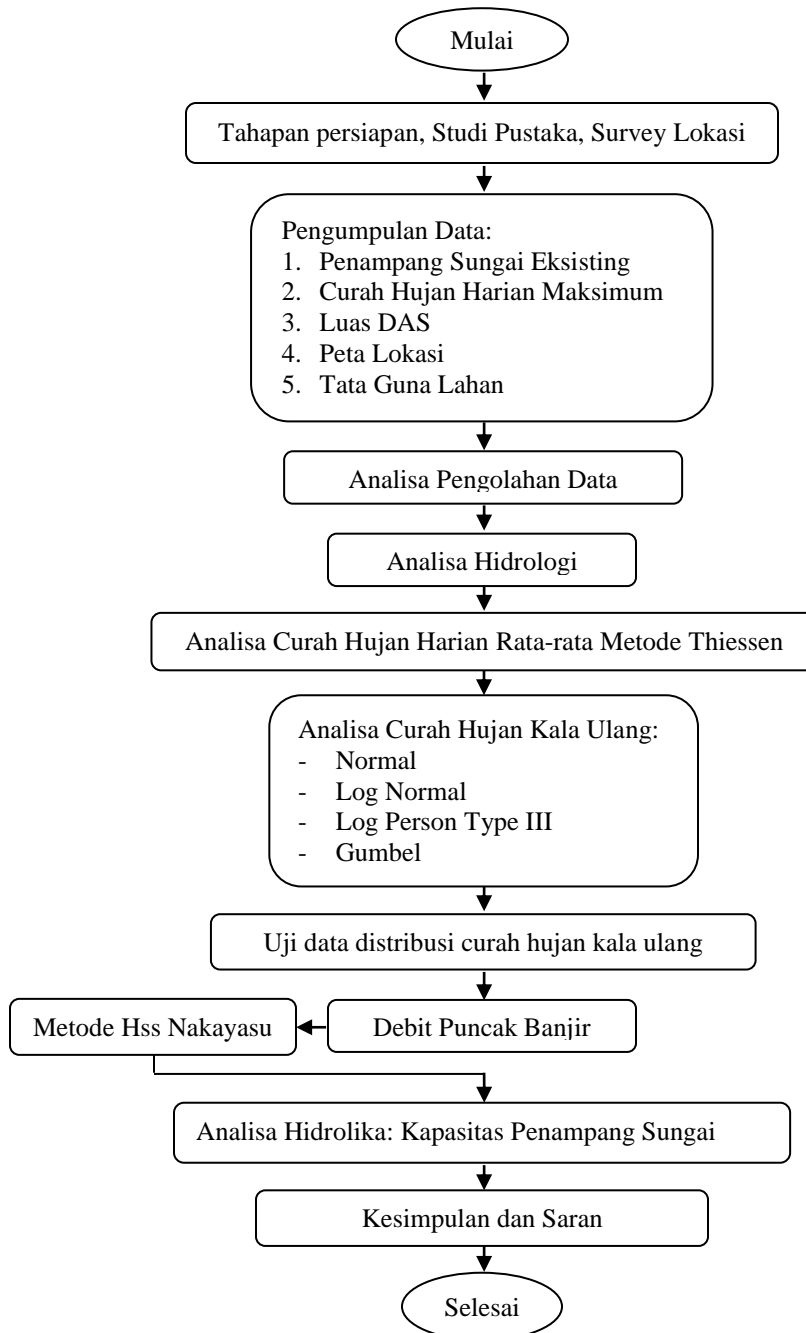 Mulai
Tahapan persiapan, Studi Pustaka, Survey Lokasi
Pengumpulan Data:
1. Penampang Sungai Eksisting
2. Curah Hujan Harian Maksimum
3. Luas DAS
4. Peta Lokasi
5. Tata Guna Lahan
Analisa Pengolahan Data
Analisa Hidrologi
Analisa Curah Hujan Harian Rata-rata Metode Thiessen
Analisa Curah Hujan Kala Ulang:
- Normal
- Log Normal
- Log Person Type III
- Gumbel
Uji data distribusi curah hujan kala ulang
Debit Puncak Banjir
Metode Hss Nakayasu
Analisa Hidrolika: Kapasitas Penampang Sungai
Kesimpulan dan Saran
Selesai